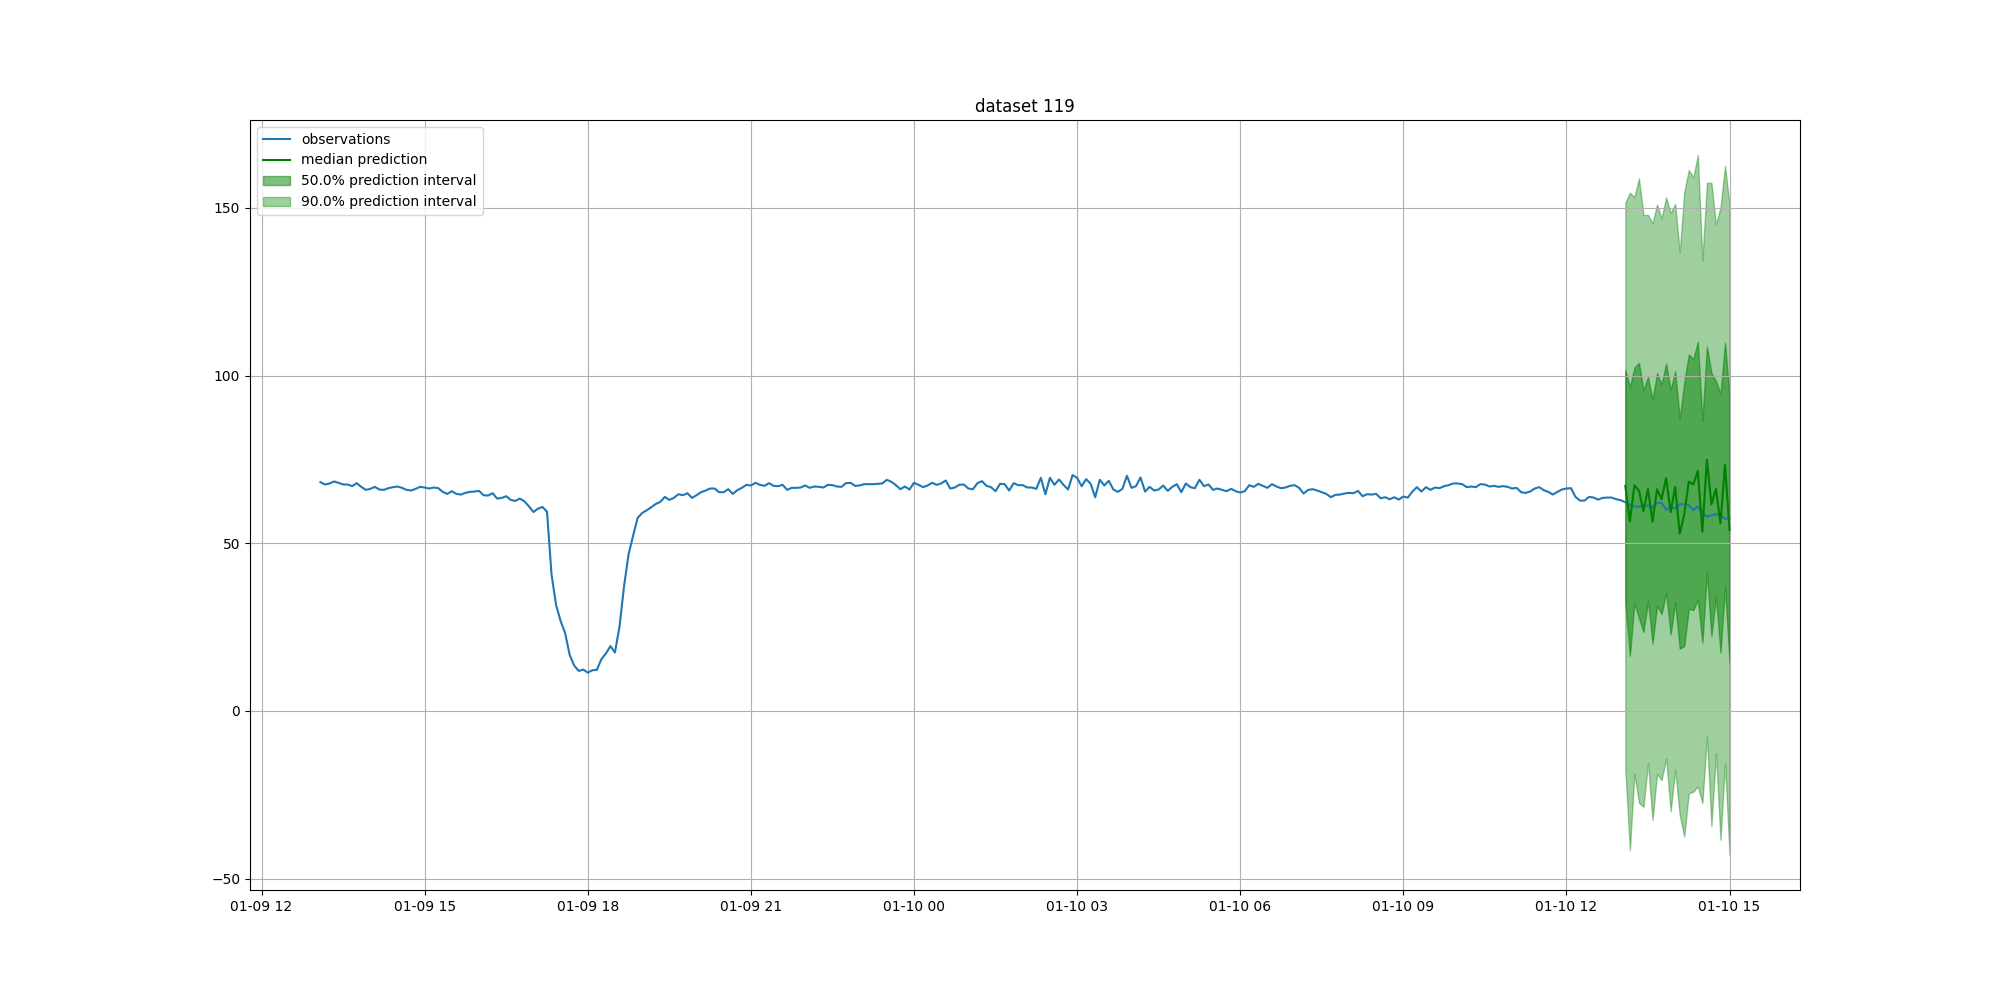 dataset 119
observations
median prediction
50.0% prediction interval
90.0% prediction interval
150
100
50
0
−50
01-09 12 01-09 15 01-09 18 01-09 21 01-10 00 01-10 03 01-10 06 01-10 09 01-10 12 01-10 15